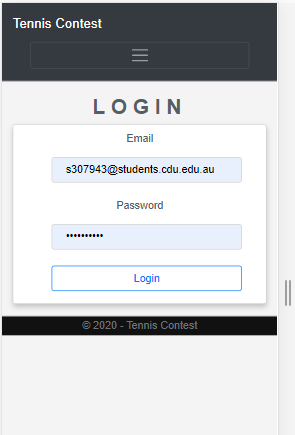 Tennis Contest
LOGIN
Email
s307943@students.cdu.edu.au
Password
••••••••••
Login
© 2020 - Tennis Contest